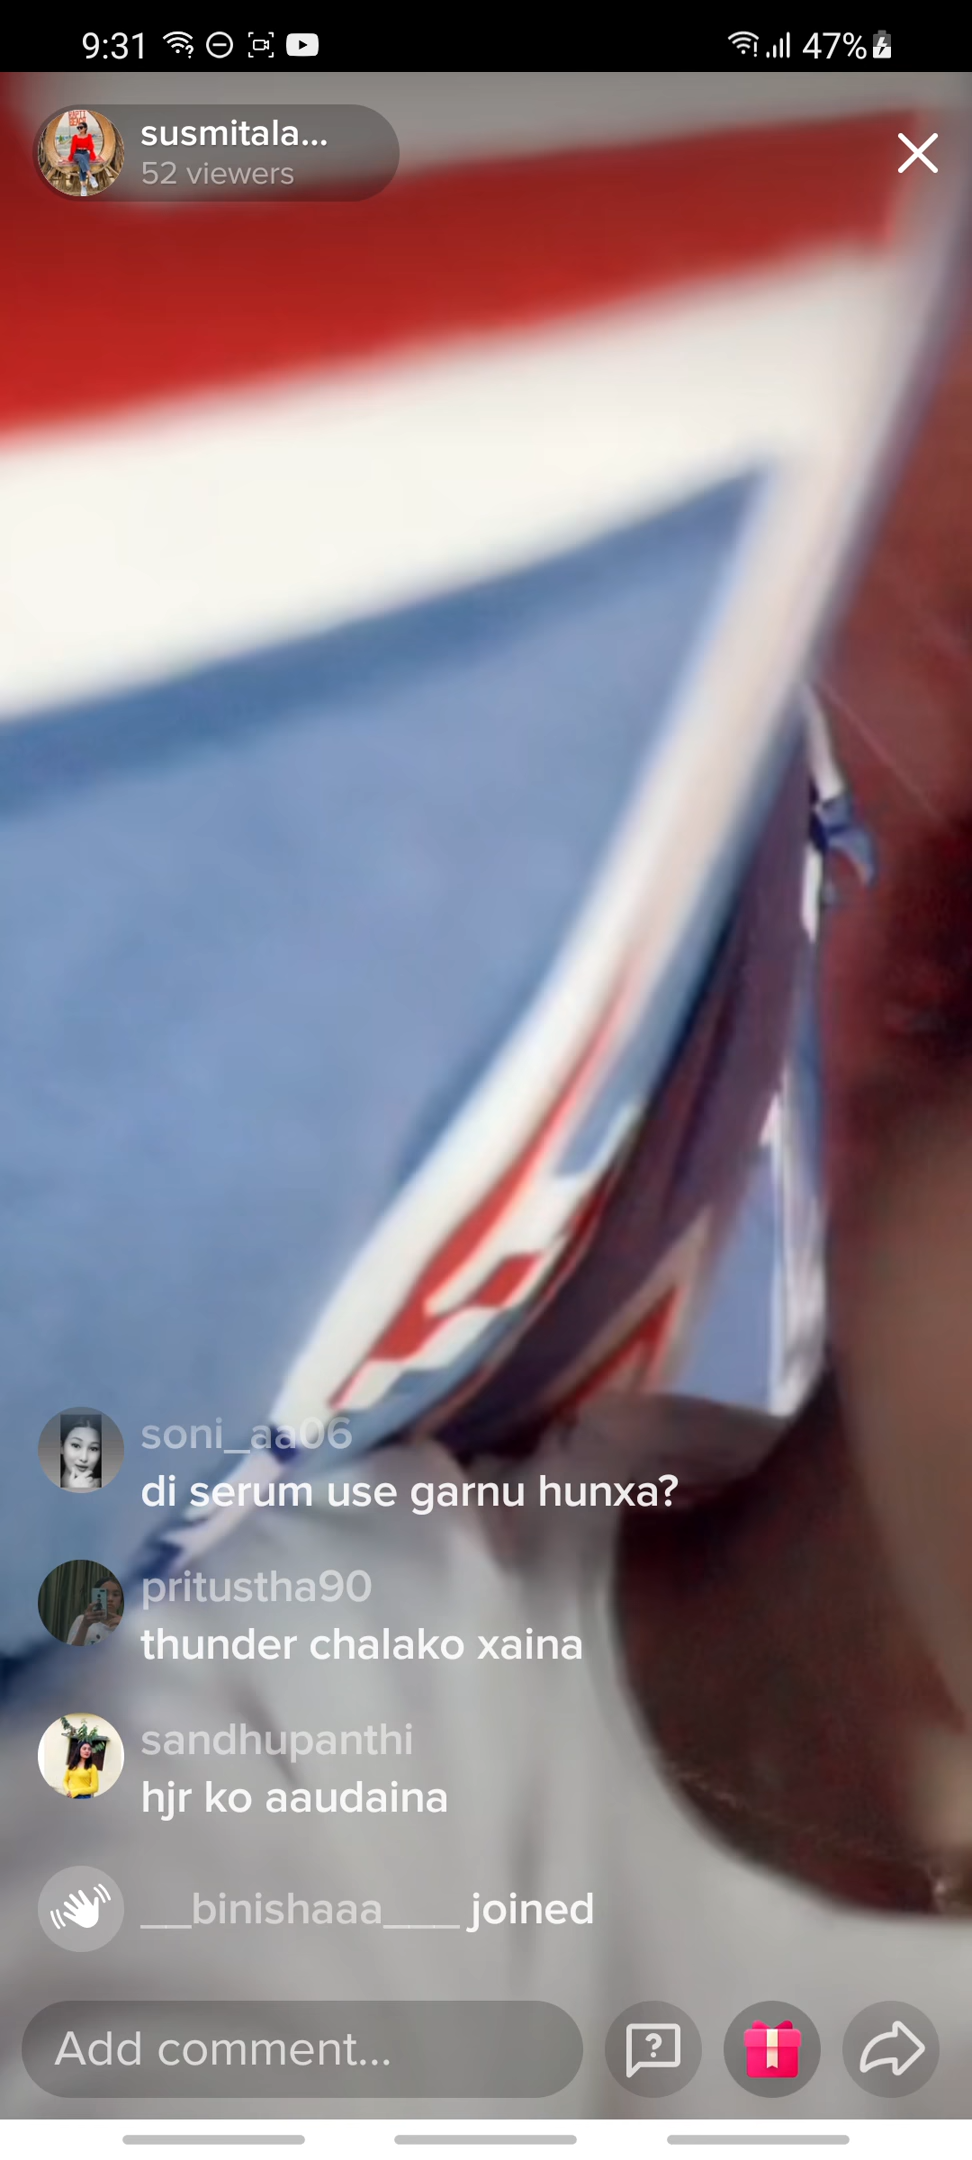 9:31
47%
susmitala...
52 viewers
soni_aa06
di serum use garnu hunxa?
pritustha90
thunder chalako xaina
sandhupanthi
hjr ko aaudaina
__binishaaa___ joined
Add comment...